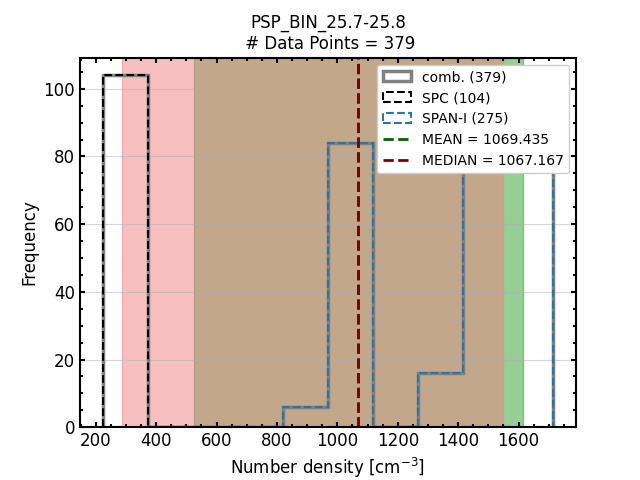 PSP_BIN_25.7-25.8
# Data Points = 379
comb. (379)
SPC (104)
SPAN-I (275)
MEAN = 1069.435
MEDIAN = 1067.167
Frequency
100
80
60
40
20
0
200 400 600 800 1000 1200 1400 1600
Number density [cm⁻³]